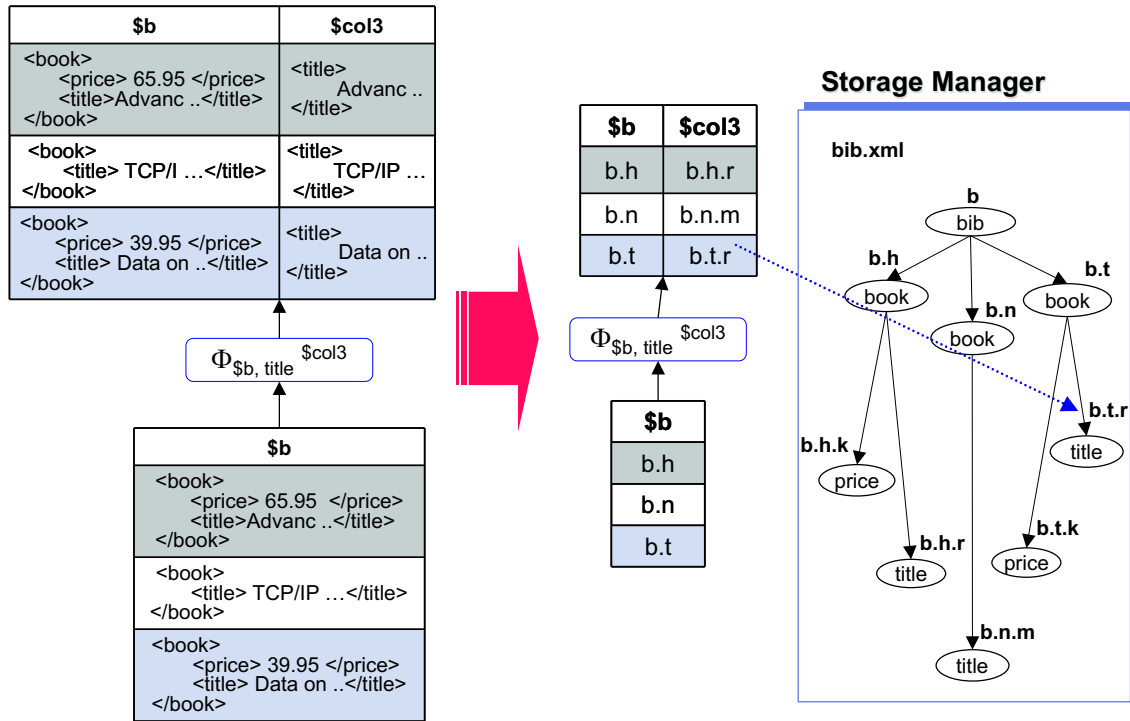 $b $col3
<book>
<price> 65.95 </price>
<title>Advanc ..</title>
</book>
<title>
Advanc ..
</title>
<book>
<title> TCP/I ...</title>
</book>
<title>
TCP/IP ...
</title>
<book>
<price> 39.95 </price>
<title> Data on ..</title>
</book>
<title>
Data on ..
</title>
Φ$b, title $col3
$b
<book>
<price> 65.95 </price>
<title>Advanc ..</title>
</book>
<book>
<title> TCP/IP ...</title>
</book>
<book>
<price> 39.95 </price>
<title> Data on ..</title>
</book>
$b $col3
b.h b.h.r
b.n b.n.m
b.t b.t.r
Φ$b, title $col3
$b
b.h
b.n
b.t
Storage Manager
bib.xml
b
bib
b.h
book
b.n
book
b.t
book
b.h.k
price
b.h.r
title
b.n.m
title
b.t.k
price
b.t.r
title